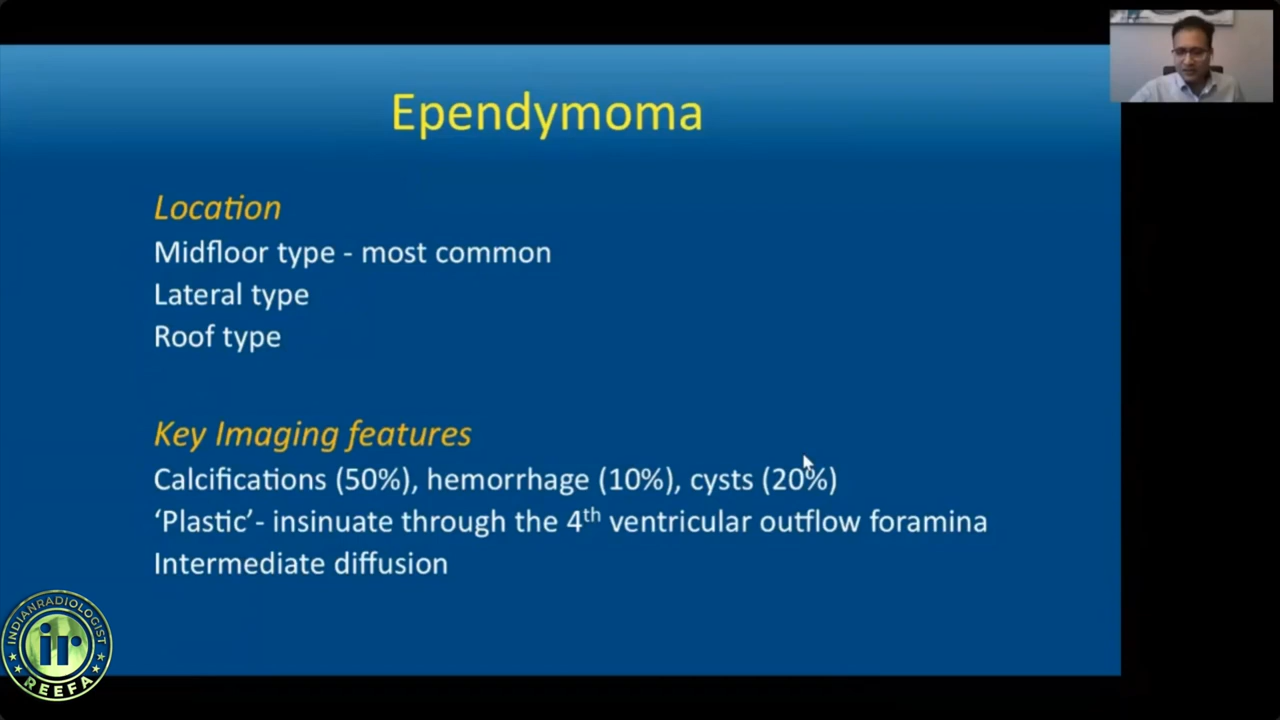 Ependymoma
Location
Midfloor type - most common
Lateral type
Roof type
Key Imaging features
Calcifications (50%), hemorrhage (10%), cysts (20%)
‘Plastic’- insinuate through the 4th ventricular outflow foramina
Intermediate diffusion
INDIANRADIOLOGIST
ir
REEFA